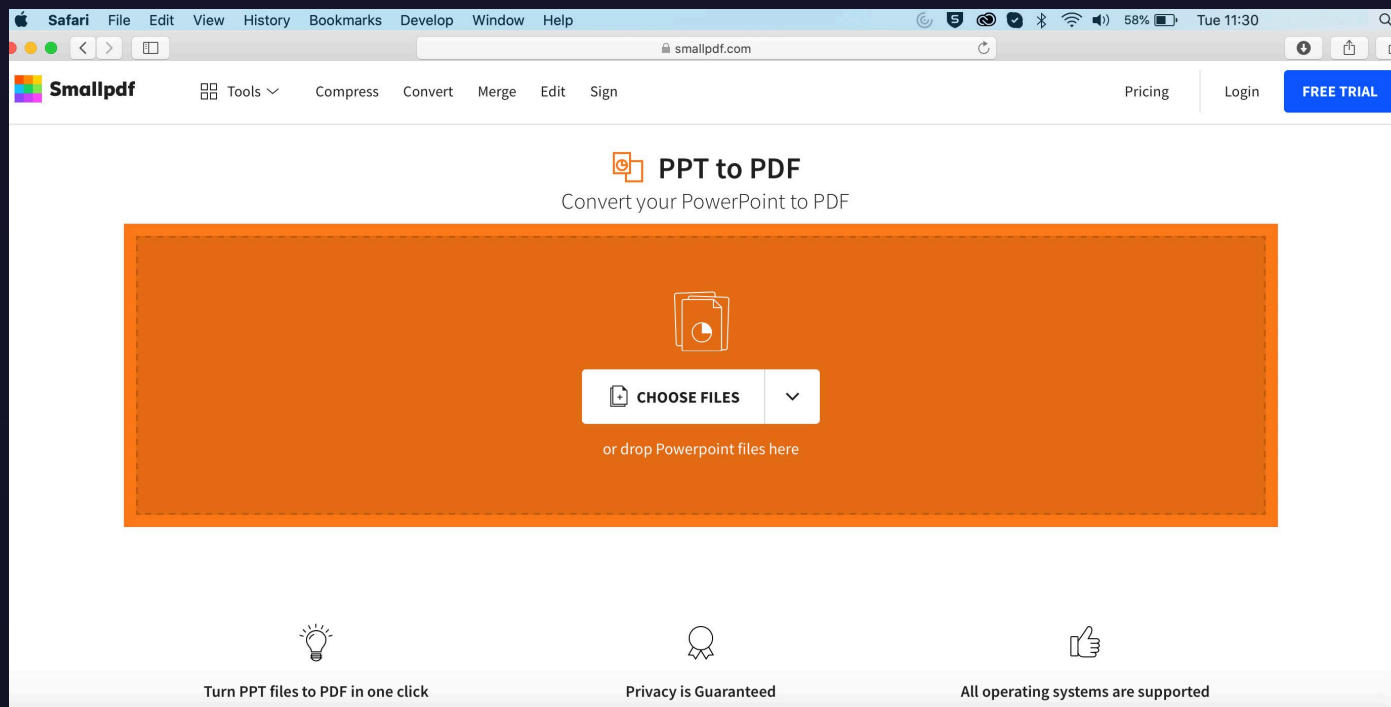 Safari File Edit View History Bookmarks Develop Window Help 58% Tue 11:30
smallpdf.com
Smallpdf Tools Compress Convert Merge Edit Sign Pricing Login FREE TRIAL
PPT to PDF
Convert your PowerPoint to PDF
CHOOSE FILES
or drop Powerpoint files here
Turn PPT files to PDF in one click Privacy is Guaranteed All operating systems are supported